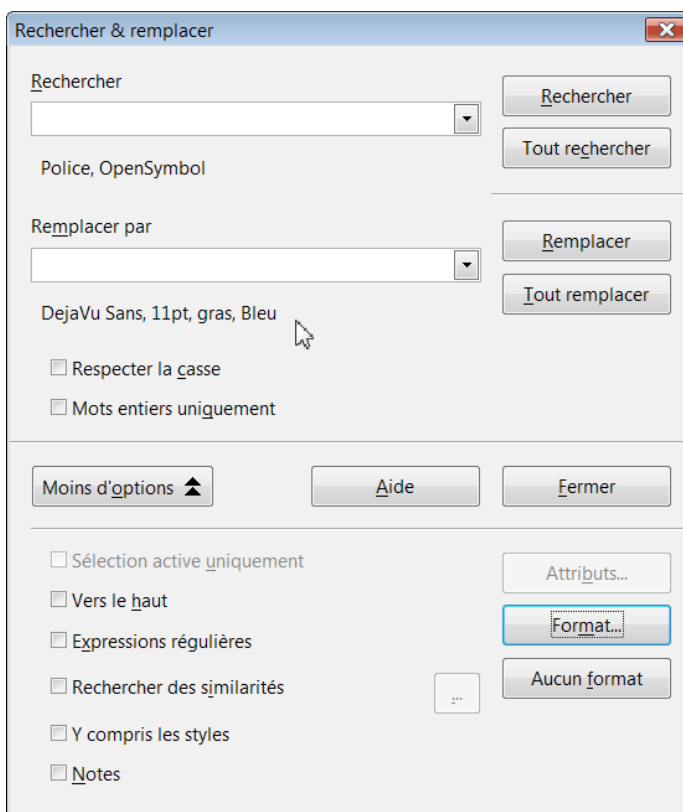 Rechercher & remplacer
Rechercher
Rechercher
Tout rechercher
Police, OpenSymbol
Remplacer par
Remplacer
Tout remplacer
DejaVu Sans, 11pt, gras, Bleu
Respecter la casse
Mots entiers uniquement
Moins d'options
Aide
Fermer
Sélection active uniquement
Attributs...
Vers le haut
Format...
Expressions régulières
Rechercher des similarités
...
Aucun format
Y compris les styles
Notes